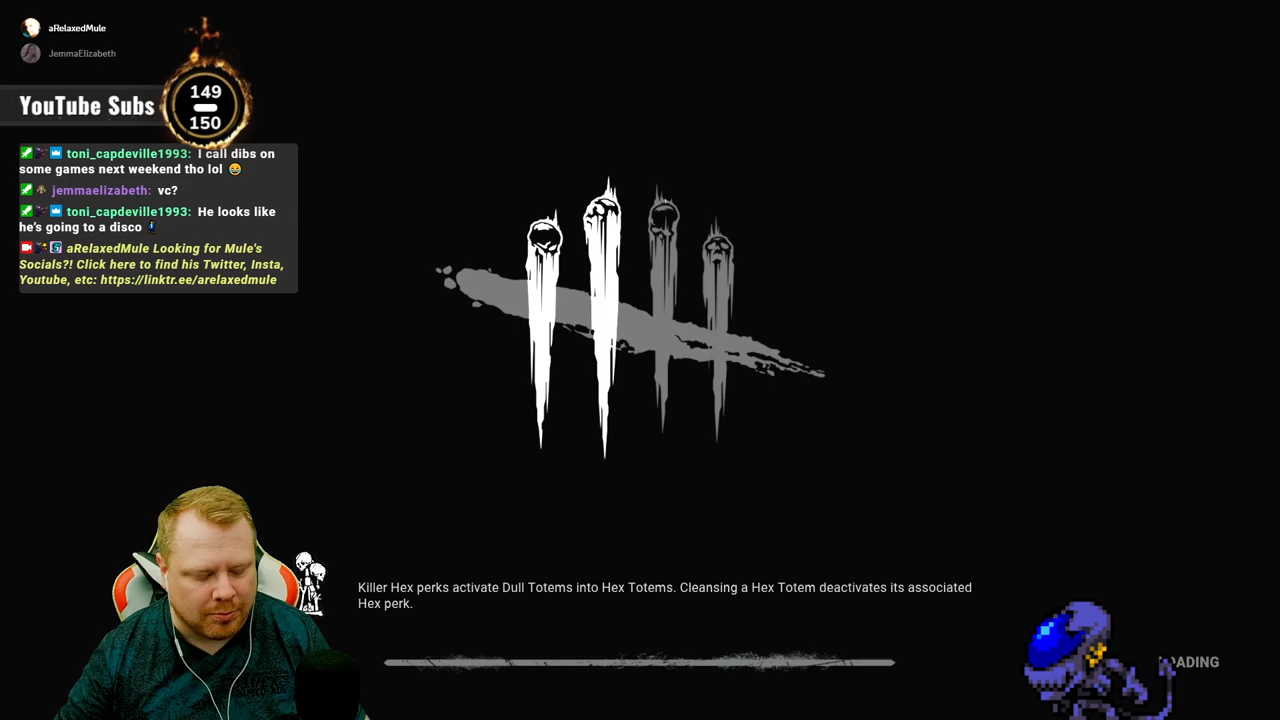 aRelaxedMule
JemmaElizabeth
YouTube Subs
149
150
toni_capdeville1993: I call dibs on
some games next weekend tho lol 😂
jemmaelizabeth: vc?
toni_capdeville1993: He looks like
he's going to a disco
aRelaxedMule Looking for Mule's
Socials?! Click here to find his Twitter, Insta,
Youtube, etc: https://linktr.ee/arelaxedmule
Killer Hex perks activate Dull Totems into Hex Totems. Cleansing a Hex Totem deactivates its associated
Hex perk.
LOADING